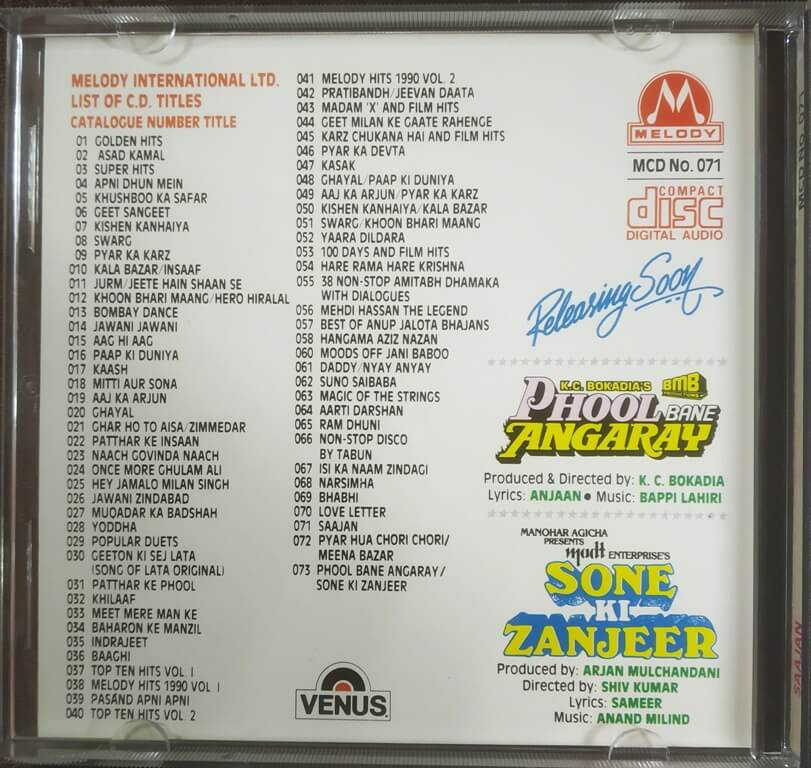 MELODY INTERNATIONAL LTD.
LIST OF C.D. TITLES
CATALOGUE NUMBER TITLE
01 GOLDEN HITS
02 ASAD KAMAL
03 SUPER HITS
04 APNI DHUN MEIN
05 KHUSHBOO KA SAFAR
06 GEET SANGEET
07 KISHEN KANHAIYA
08 SWARG
09 PYAR KA KARZ
010 KALA BAZAR/INSAAF
011 JURM/JEETE HAIN SHAAN SE
012 KHOON BHARI MAANG/HERO HIRALAL
013 BOMBAY DANCE
014 JAWANI JAWANI
015 AAG HI AAG
016 PAAP KI DUNIYA
017 KAASH
018 MITTI AUR SONA
019 AAJ KA ARJUN
020 GHAYAL
021 GHAR HO TO AISA/ZIMMEDAR
022 PATTHAR KE INSAAN
023 NAACH GOVINDA NAACH
024 ONCE MORE GHULAM ALI
025 HEY JAMALO MILAN SINGH
026 JAWANI ZINDABAD
027 MUQADAR KA BADSHAH
028 YODDHA
029 POPULAR DUETS
030 GEETON KI SEJ LATA
(SONG OF LATA ORIGINAL)
031 PATTHAR KE PHOOL
032 KHILAAF
033 MEET MERE MAN KE
034 BAHARON KE MANZIL
035 INDRAJEET
036 BAAGHI
037 TOP TEN HITS VOL 1
038 MELODY HITS 1990 VOL 1
039 PASAND APNI APNI
040 TOP TEN HITS VOL. 2
041 MELODY HITS 1990 VOL. 2
042 PRATIBANDH/JEEVAN DAATA
043 MADAM 'X' AND FILM HITS
044 GEET MILAN KE GAATE RAHENGE
045 KARZ CHUKANA HAI AND FILM HITS
046 PYAR KA DEVTA
047 KASAK
048 GHAYAL/PAAP KI DUNIYA
049 AAJ KA ARJUN/PYAR KA KARZ
050 KISHEN KANHAIYA/KALA BAZAR
051 SWARG/KHOON BHARI MAANG
052 YAARA DILDARA
053 100 DAYS AND FILM HITS
054 HARE RAMA HARE KRISHNA
055 38 NON-STOP AMITABH DHAMAKA
WITH DIALOGUES
056 MEHDI HASSAN THE LEGEND
057 BEST OF ANUP JALOTA BHAJANS
058 HANGAMA AZIZ NAZAN
060 MOODS OFF JANI BABOO
061 DADDY/NYAY ANYAY
062 SUNO SAIBABA
063 MAGIC OF THE STRINGS
064 AARTI DARSHAN
065 RAM DHUNI
066 NON-STOP DISCO
BY TABUN
067 ISI KA NAAM ZINDAGI
068 NARSIMHA
069 BHABHI
070 LOVE LETTER
071 SAAJAN
072 PYAR HUA CHORI CHORI/
MEENA BAZAR
073 PHOOL BANE ANGARAY/
SONE KI ZANJEER
VENUS
MELODY
MCD No. 071
COMPACT
disc
DIGITAL AUDIO
Releasing Soon
K.C. BOKADIA'S
BMB
PRODUCTIONS
PHOOL BANE
ANGARAY
Produced & Directed by: K. C. BOKADIA
Lyrics: ANJAAN • Music: BAPPI LAHIRI
MANOHAR AGICHA
PRESENTS
madt ENTERPRISE'S
SONE
KI
ZANJEER
Produced by: ARJAN MULCHANDANI
Directed by: SHIV KUMAR
Lyrics: SAMEER
Music: ANAND MILIND
SAAJAN